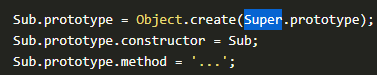 Sub.prototype = Object.create(Super.prototype);
Sub.prototype.constructor = Sub;
Sub.prototype.method = '...';